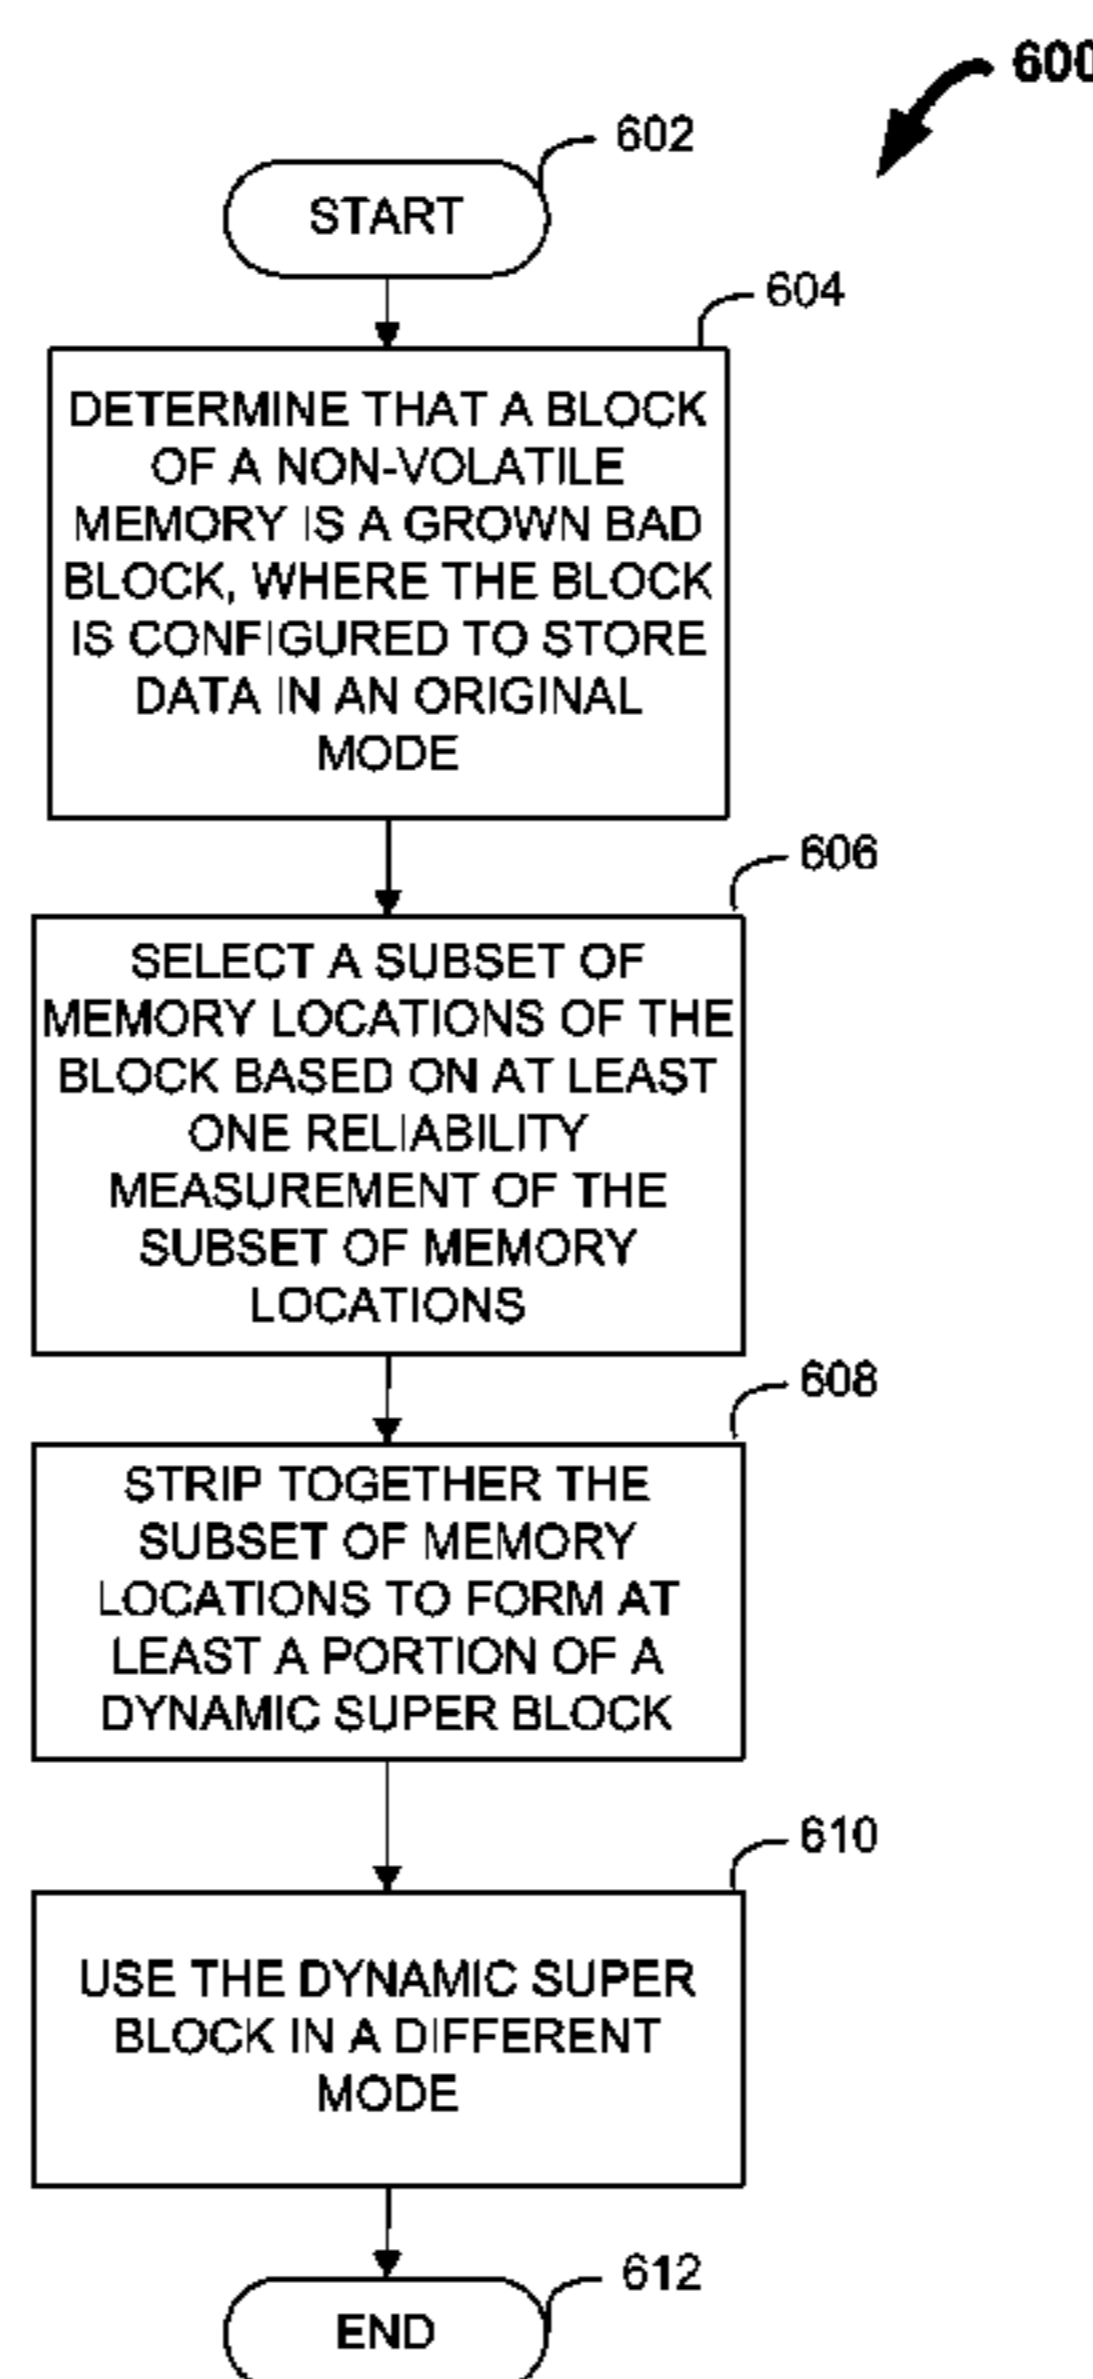 600
602
START
604
DETERMINE THAT A BLOCK
OF A NON-VOLATILE
MEMORY IS A GROWN BAD
BLOCK, WHERE THE BLOCK
IS CONFIGURED TO STORE
DATA IN AN ORIGINAL
MODE
606
SELECT A SUBSET OF
MEMORY LOCATIONS OF THE
BLOCK BASED ON AT LEAST
ONE RELIABILITY
MEASUREMENT OF THE
SUBSET OF MEMORY
LOCATIONS
608
STRIP TOGETHER THE
SUBSET OF MEMORY
LOCATIONS TO FORM AT
LEAST A PORTION OF A
DYNAMIC SUPER BLOCK
610
USE THE DYNAMIC SUPER
BLOCK IN A DIFFERENT
MODE
612
END